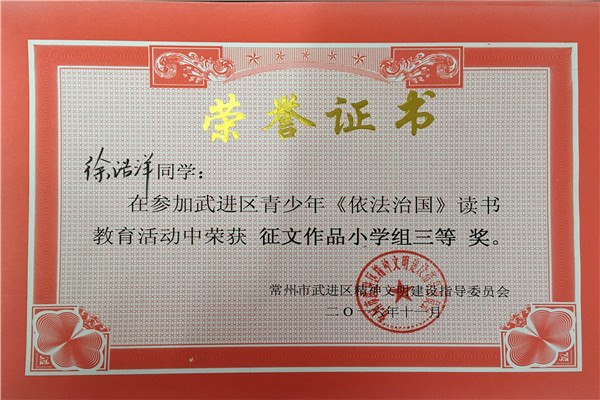 荣誉证书
徐浩洋同学：
在参加武进区青少年《依法治国》读书
教育活动中荣获 征文作品小学组三等 奖。
常州市武进区精神文明建设指导委员会
二〇一 年十一月